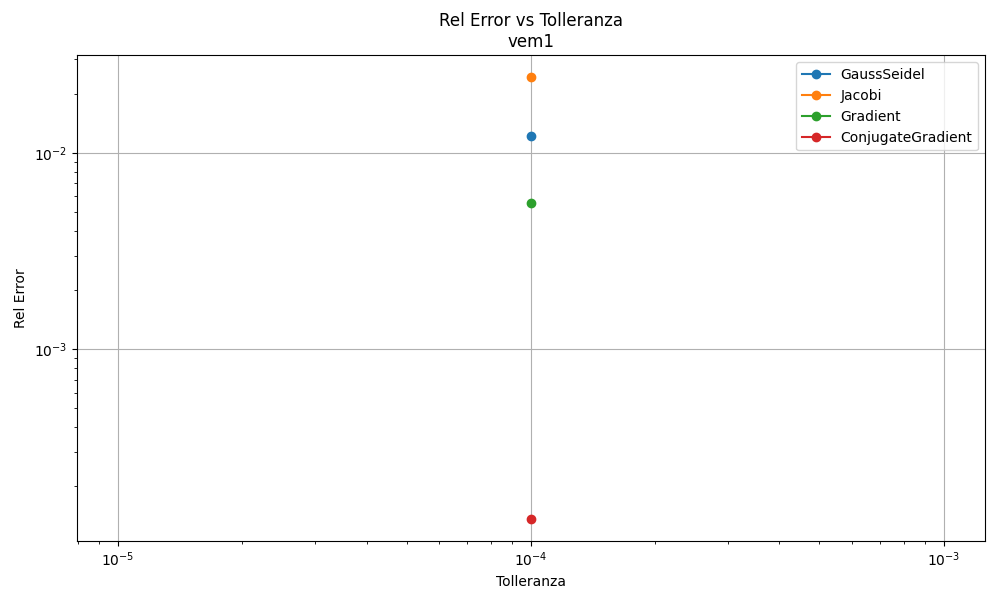 Rel Error vs Tolleranza
vem1
GaussSeidel
Jacobi
Gradient
ConjugateGradient
Rel Error
10⁻²
10⁻³
10⁻⁵
10⁻⁴
10⁻³
Tolleranza